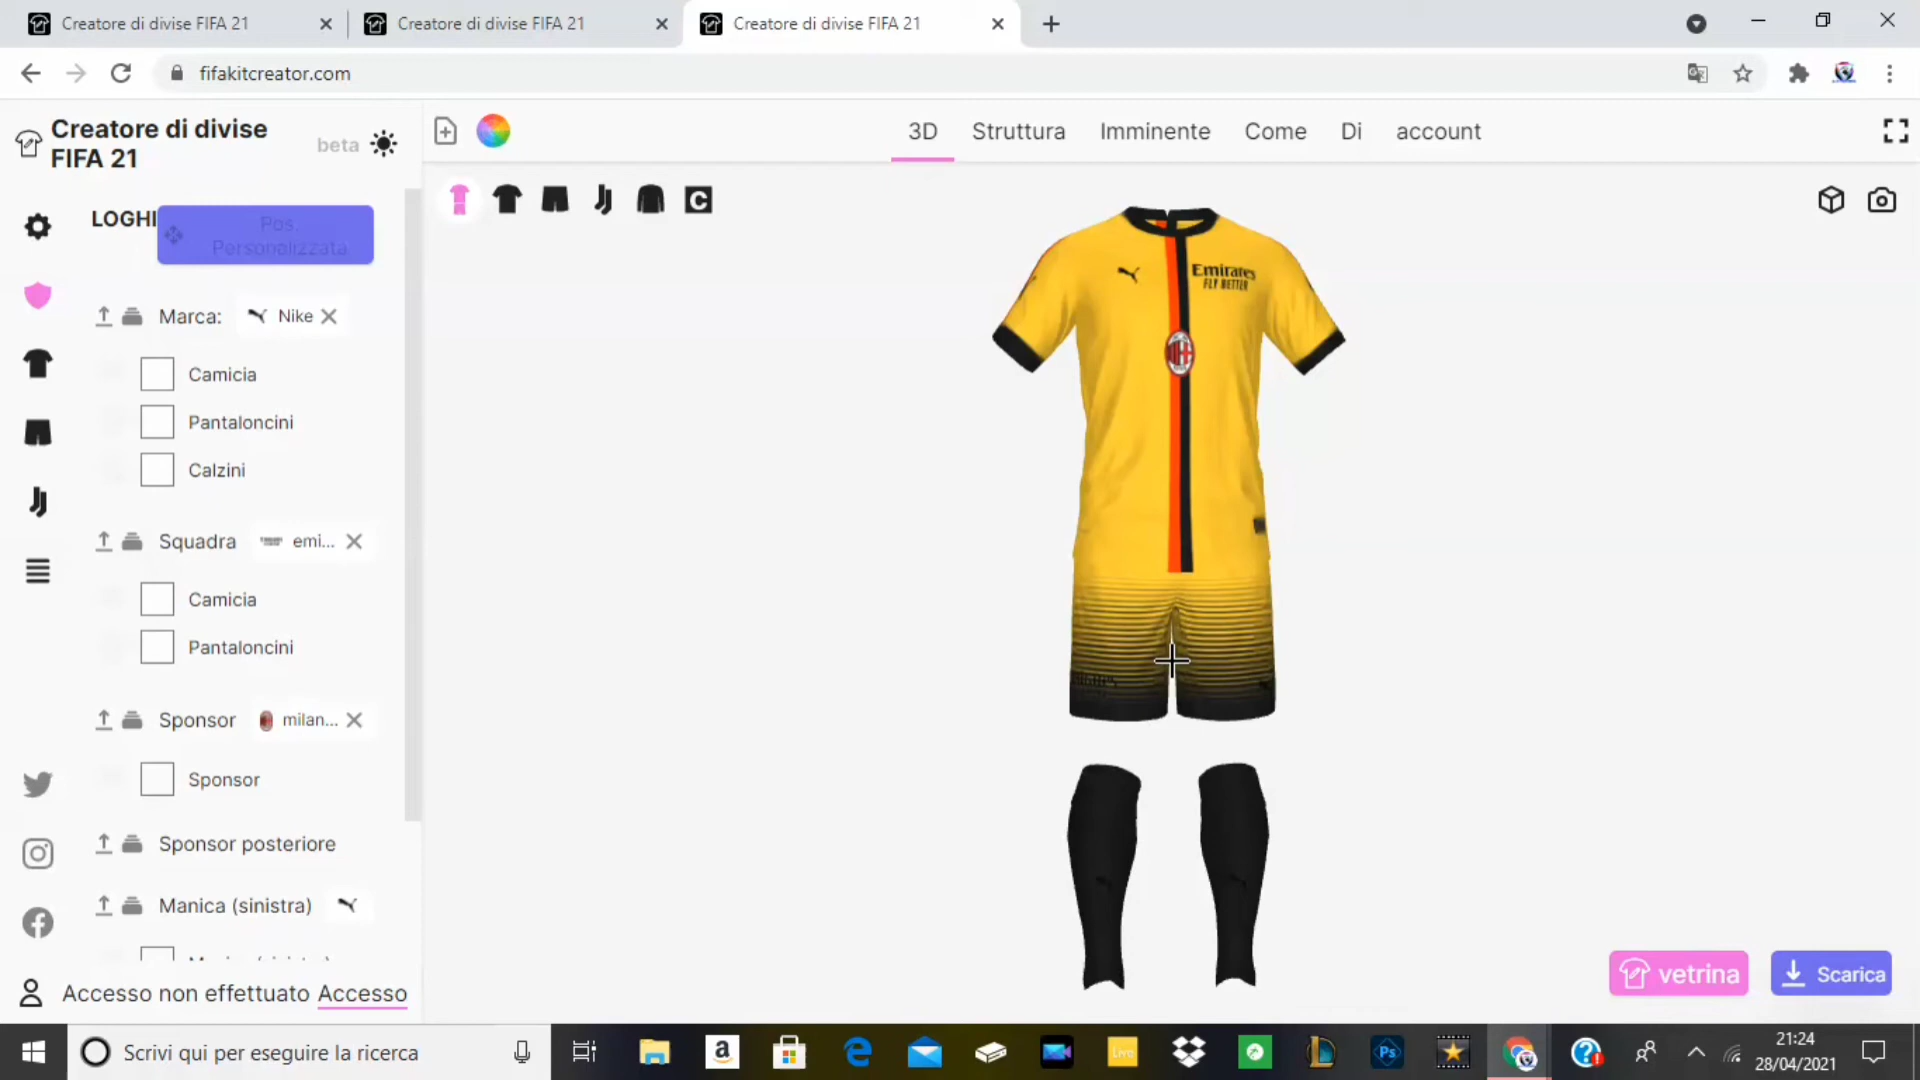 Creatore di divise FIFA 21
Creatore di divise FIFA 21
Creatore di divise FIFA 21
fifakitcreator.com
Creatore di divise
FIFA 21
beta
3D
Struttura
Imminente
Come
Di
account
C
LOGHI
Pos.
Personalizzata
Marca:
Nike
Camicia
Pantaloncini
Calzini
Squadra
emi...
Camicia
Pantaloncini
Sponsor
milan...
Sponsor
Sponsor posteriore
Manica (sinistra)
Accesso non effettuato Accesso
Emirates
FLY BETTER
vetrina
Scarica
Scrivi qui per eseguire la ricerca
a
Ps
21:24
28/04/2021